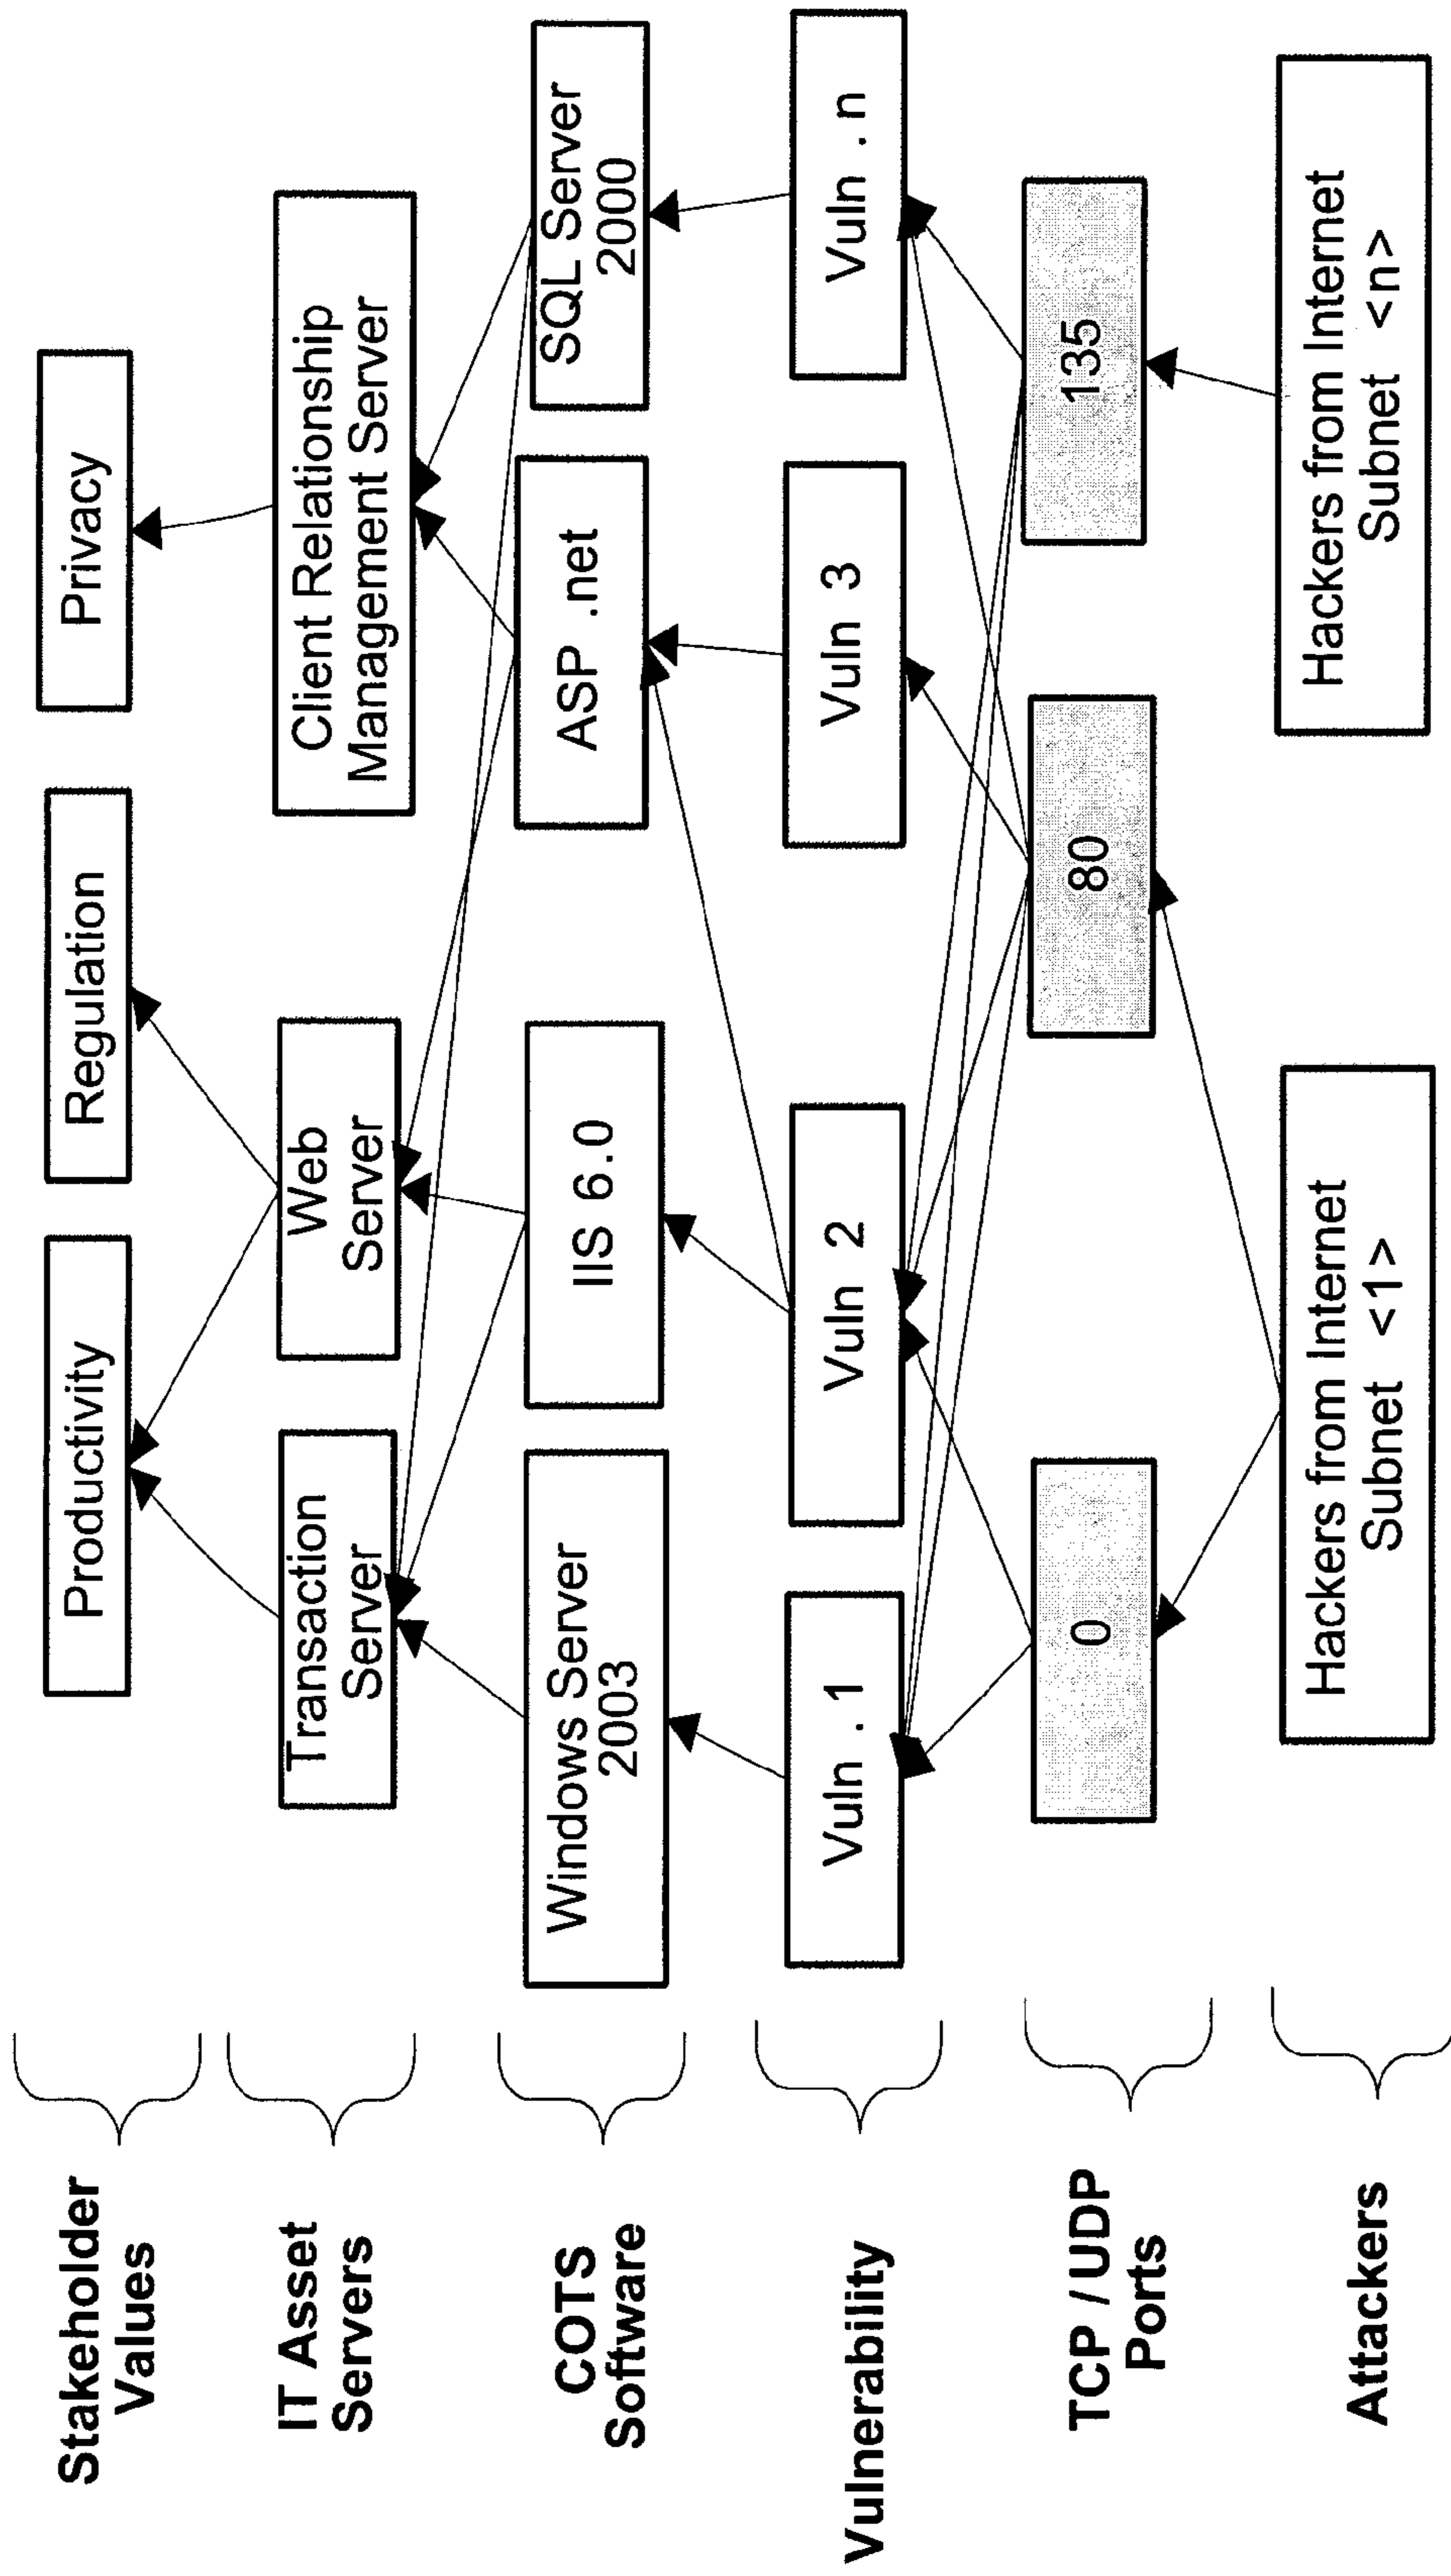 Stakeholder
Values
Productivity
Regulation
Privacy
IT Asset
Servers
Transaction
Server
Web
Server
Client Relationship
Management Server
COTS
Software
Windows Server
2003
IIS 6.0
ASP .net
SQL Server
2000
Vulnerability
Vuln . 1
Vuln 2
Vuln 3
Vuln . n
TCP / UDP
Ports
0
80
135
Attackers
Hackers from Internet
Subnet <1>
Hackers from Internet
Subnet <n>